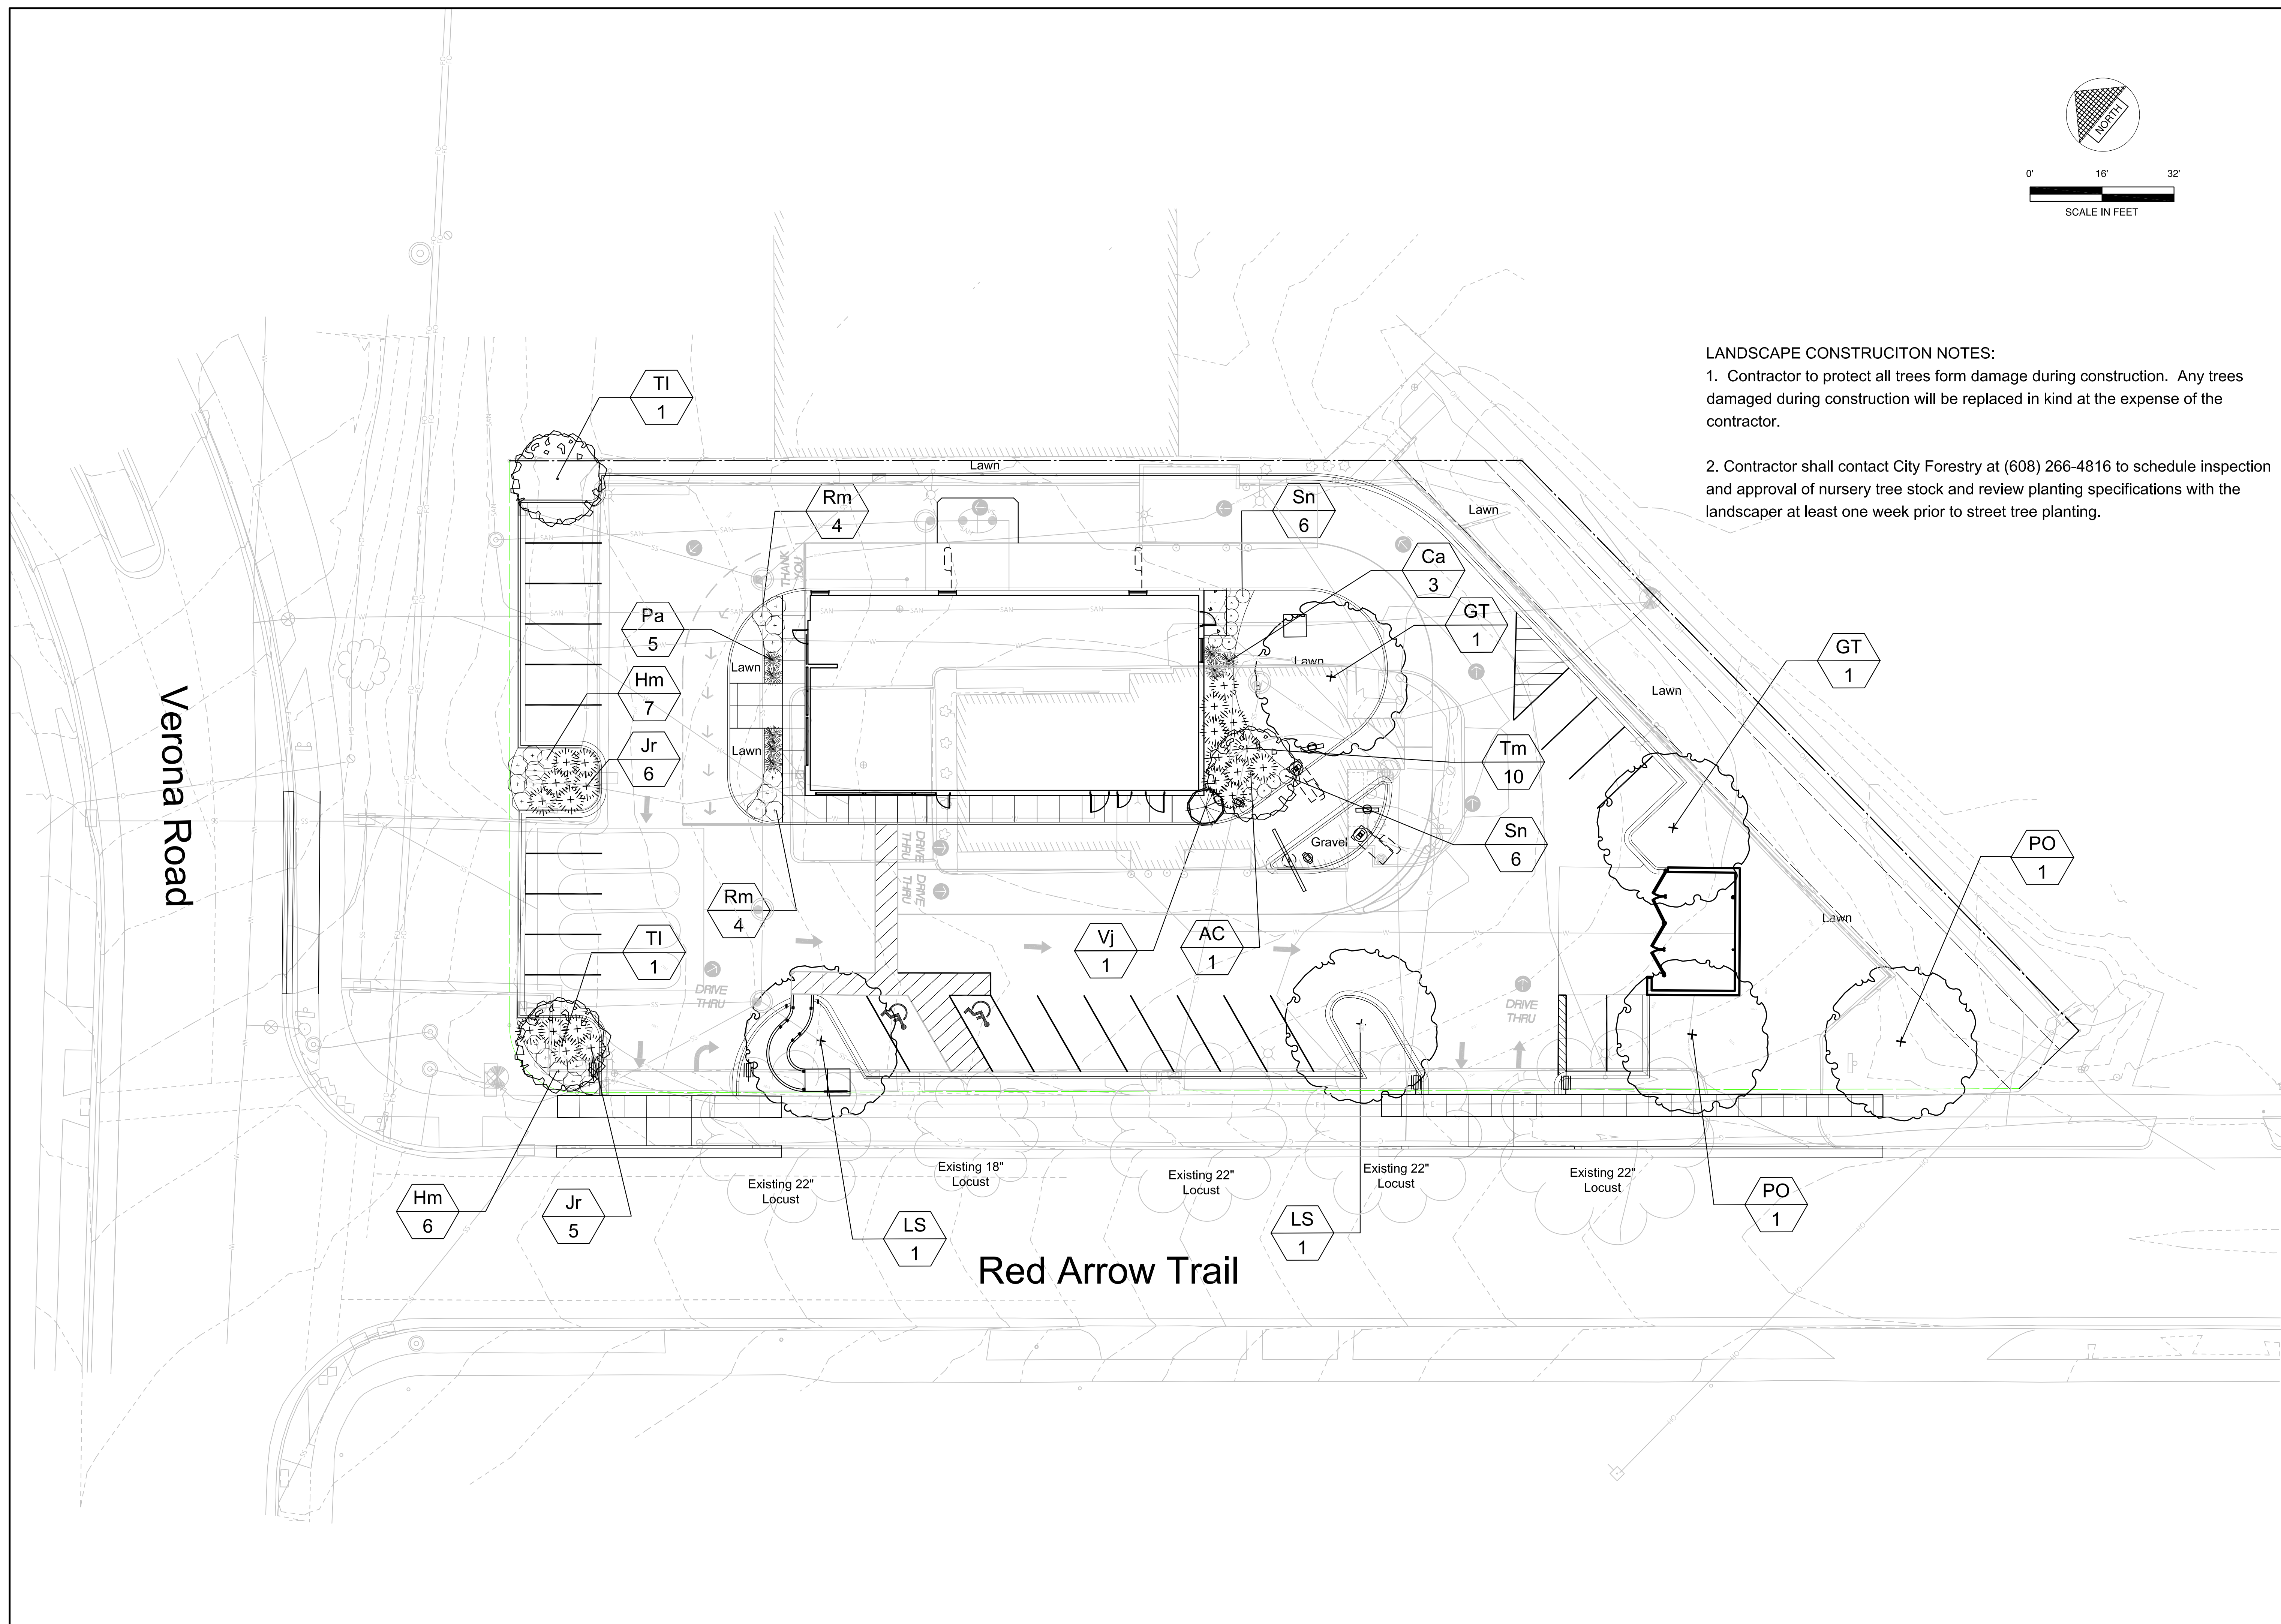 NORTH
0' 16' 32'
SCALE IN FEET
LANDSCAPE CONSTRUCITON NOTES:
1. Contractor to protect all trees form damage during construction. Any trees
damaged during construction will be replaced in kind at the expense of the
contractor.
2. Contractor shall contact City Forestry at (608) 266-4816 to schedule inspection
and approval of nursery tree stock and review planting specifications with the
landscaper at least one week prior to street tree planting.
TI
1
Lawn
Rm
4
Sn
6
Lawn
THANK
YOU
Ca
3
Pa
5
GT
1
GT
1
Lawn
Lawn
Lawn
Hm
7
Jr
6
Lawn
Tm
10
Verona Road
Sn
6
Gravel
DRIVE
THRU
DRIVE
THRU
PO
1
Rm
4
Lawn
TI
1
Vj
1
AC
1
DRIVE
THRU
DRIVE
THRU
Existing 22"
Locust
Existing 18"
Locust
Existing 22"
Locust
Existing 22"
Locust
Existing 22"
Locust
Hm
6
Jr
5
LS
1
LS
1
PO
1
Red Arrow Trail